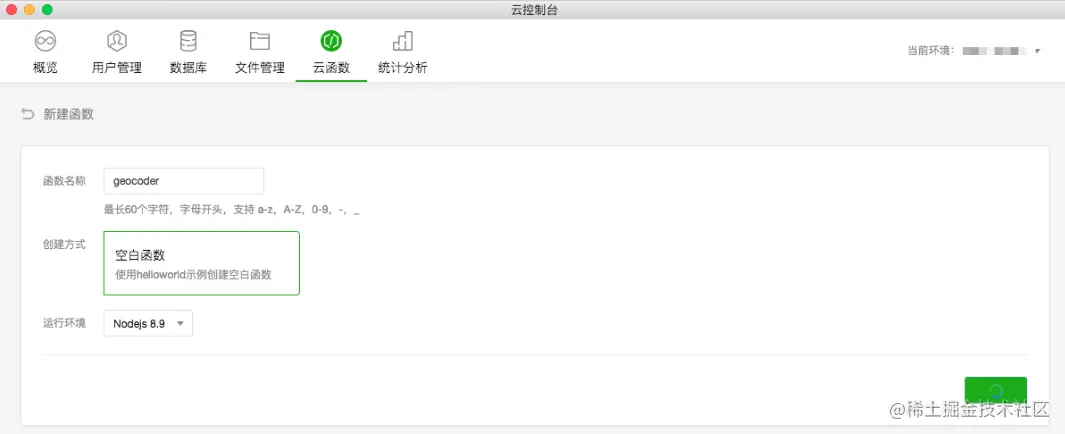 云控制台
概览 用户管理 数据库 文件管理 云函数 统计分析 当前环境：
新建函数
函数名称 geocoder
最长60个字符，字母开头，支持 a-z，A-Z，0-9，-，_
创建方式 空白函数
使用helloworld示例创建空白函数
运行环境 Nodejs 8.9
@稀土掘金技术社区